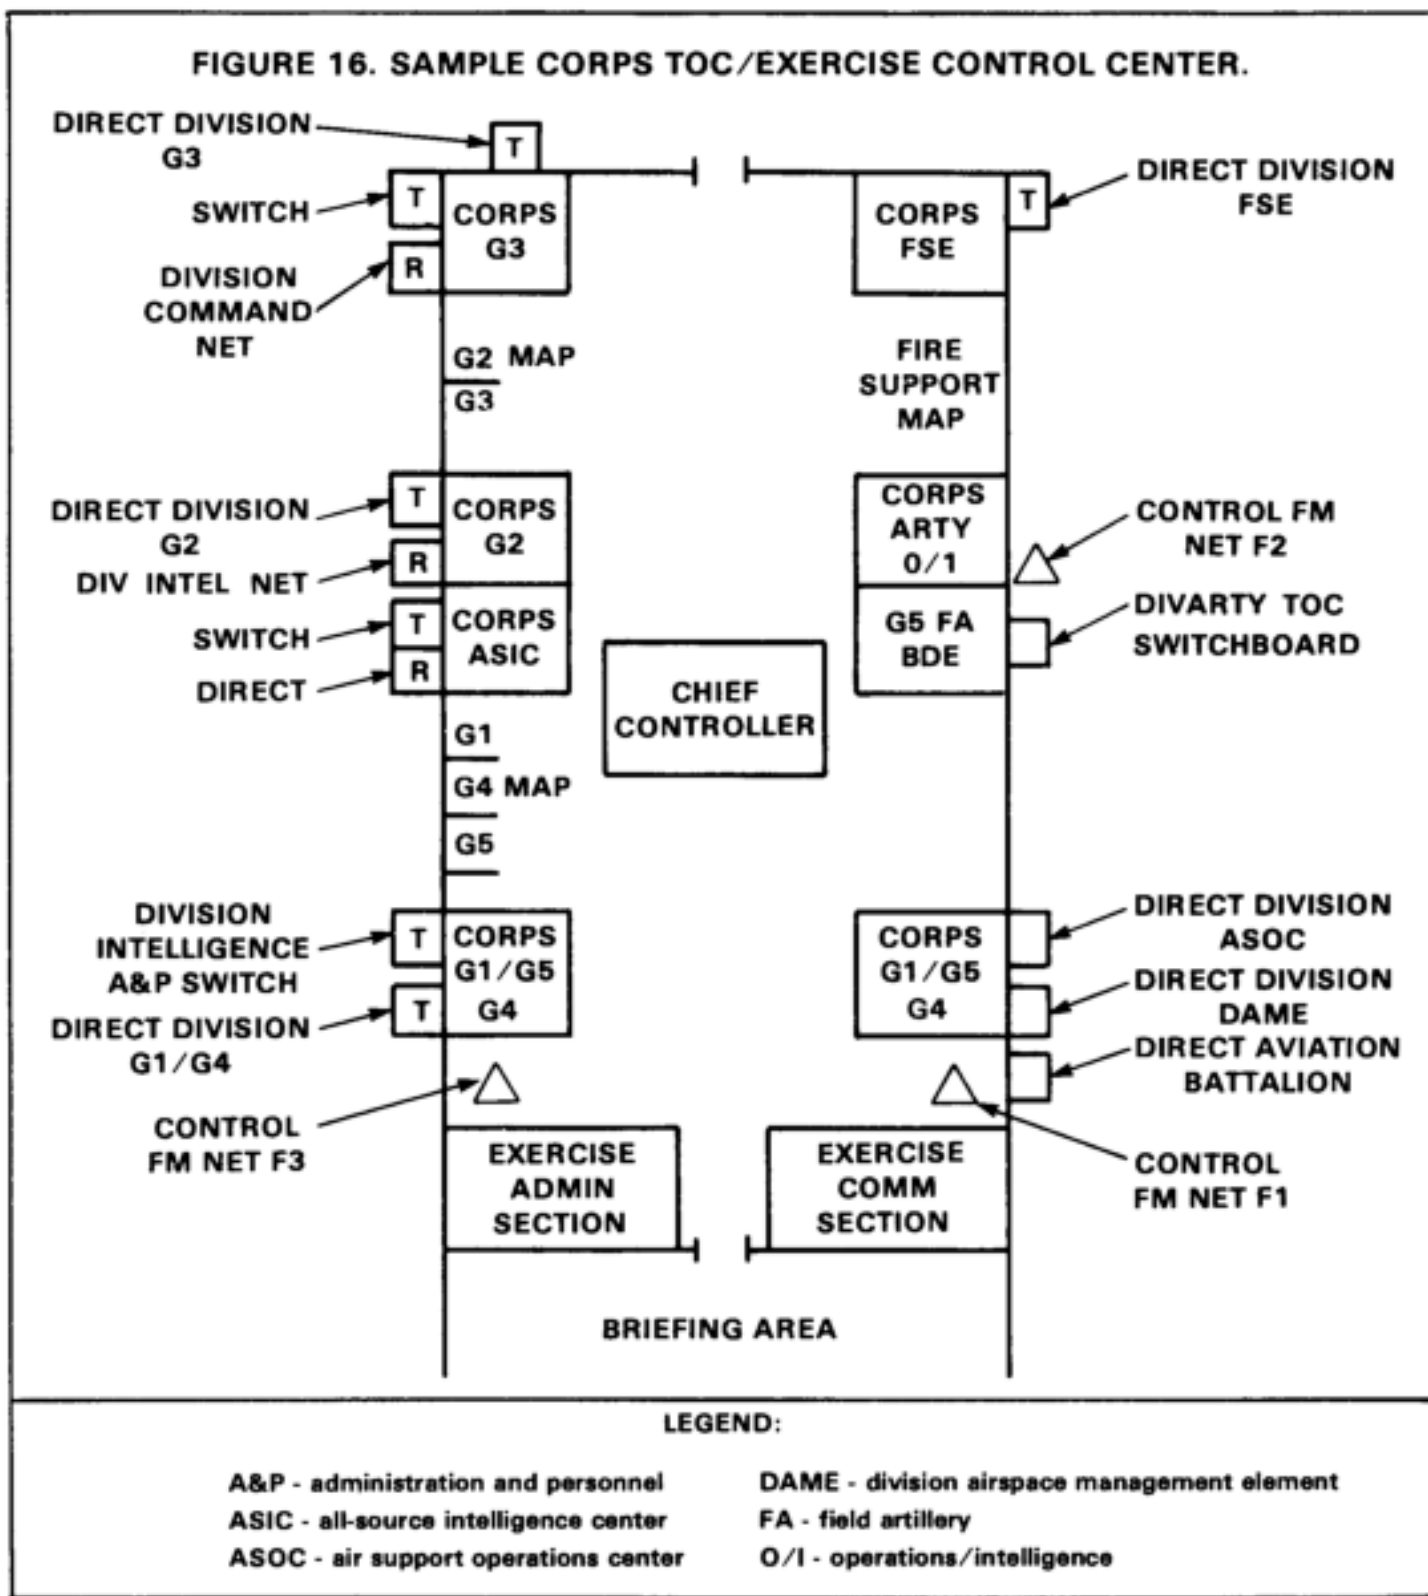 FIGURE 16. SAMPLE CORPS TOC/EXERCISE CONTROL CENTER.
DIRECT DIVISION
G3
T
SWITCH
T
CORPS
G3
DIVISION
COMMAND
NET
R
G2 MAP
G3
DIRECT DIVISION
G2
T
CORPS
G2
DIV INTEL NET
R
SWITCH
T
CORPS
ASIC
DIRECT
R
G1
G4 MAP
G5
DIVISION
INTELLIGENCE
A&P SWITCH
T
CORPS
G1/G5
G4
DIRECT DIVISION
G1/G4
T
CONTROL
FM NET F3
EXERCISE
ADMIN
SECTION
CHIEF
CONTROLLER
CORPS
FSE
T
DIRECT DIVISION
FSE
FIRE
SUPPORT
MAP
CORPS
ARTY
0/1
CONTROL FM
NET F2
G5 FA
BDE
DIVARTY TOC
SWITCHBOARD
CORPS
G1/G5
G4
DIRECT DIVISION
ASOC
DIRECT DIVISION
DAME
DIRECT AVIATION
BATTALION
CONTROL
FM NET F1
EXERCISE
COMM
SECTION
BRIEFING AREA
LEGEND:
A&P - administration and personnel
ASIC - all-source intelligence center
ASOC - air support operations center
DAME - division airspace management element
FA - field artillery
O/I - operations/intelligence